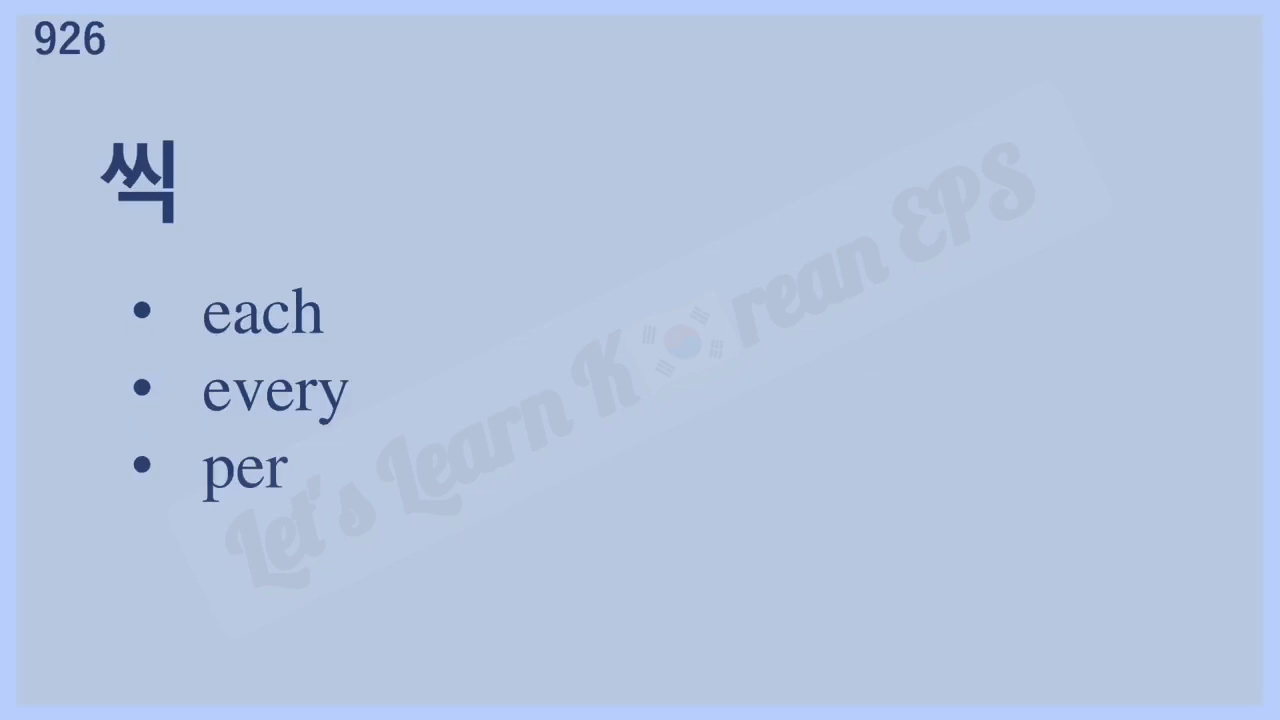 926
씩
• each
• every
• per
Let's Learn K rean EPS